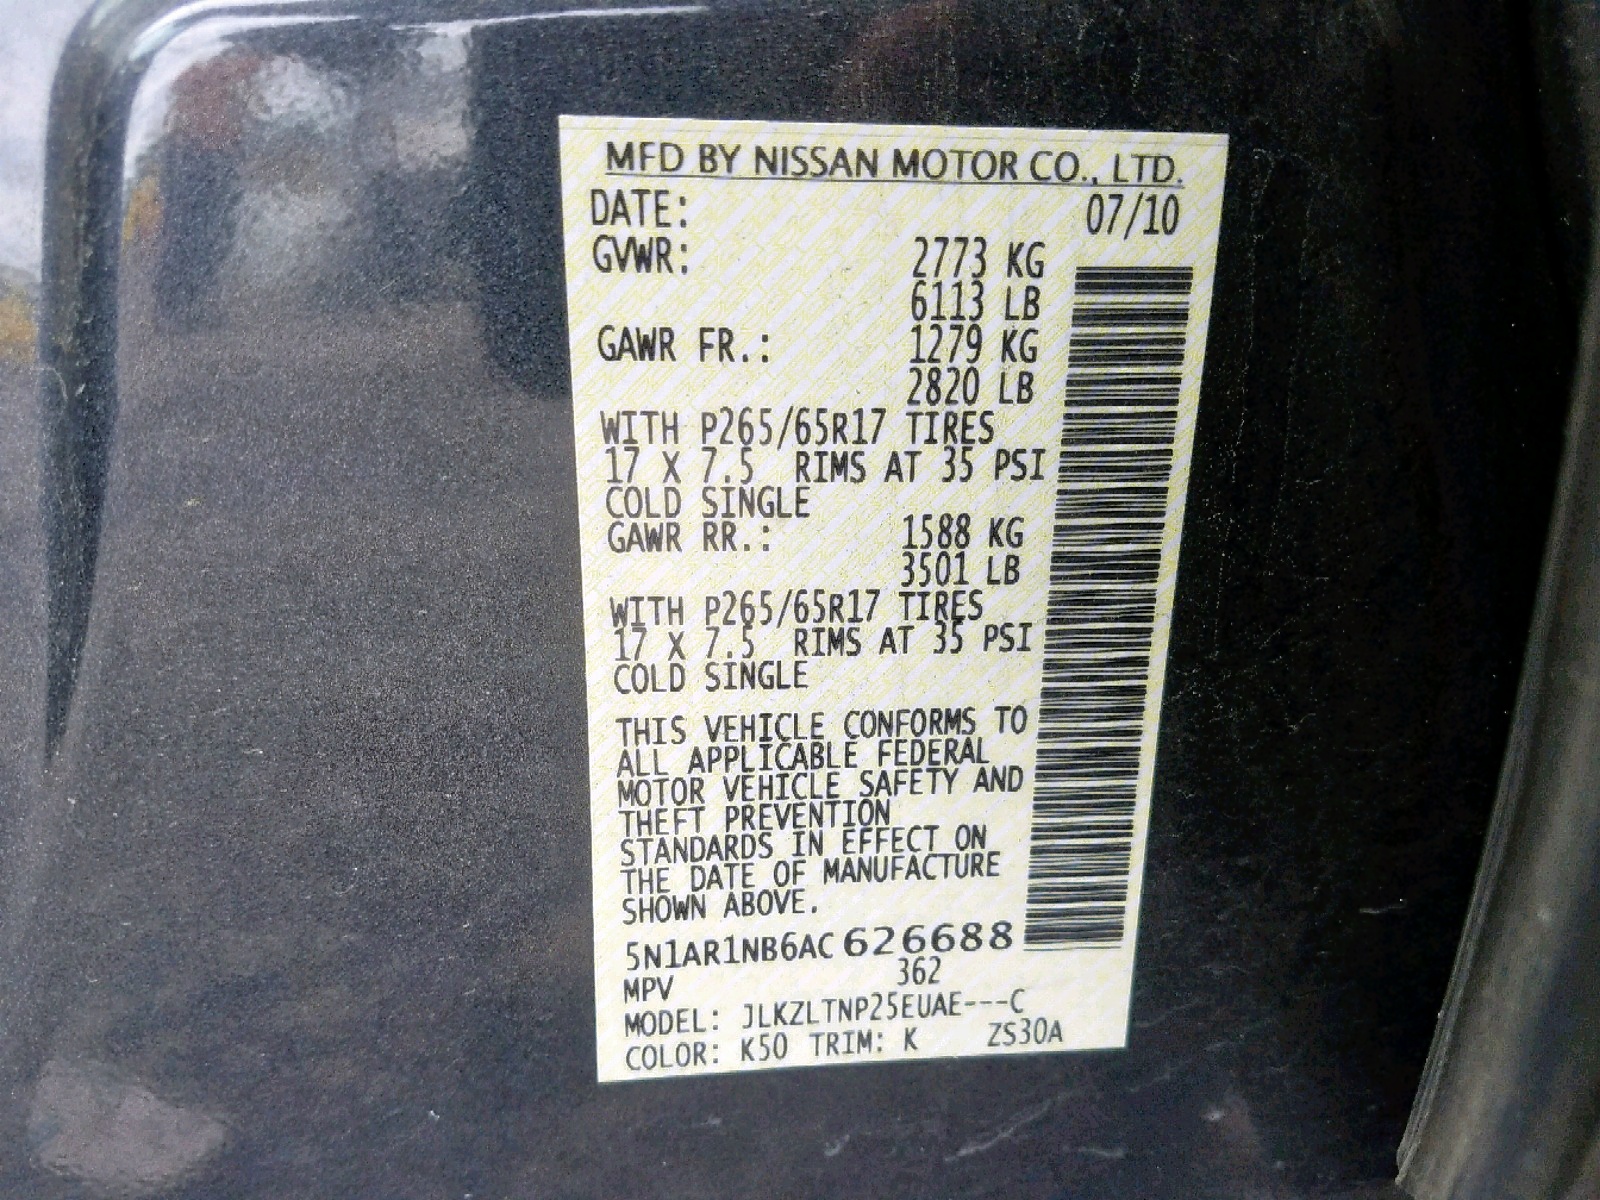 MFD BY NISSAN MOTOR CO., LTD.
DATE: 07/10
GVWR: 2773 KG
6113 LB
GAWR FR.: 1279 KG
2820 LB
WITH P265/65R17 TIRES
17 X 7.5 RIMS AT 35 PSI
COLD SINGLE
GAWR RR.: 1588 KG
3501 LB
WITH P265/65R17 TIRES
17 X 7.5 RIMS AT 35 PSI
COLD SINGLE
THIS VEHICLE CONFORMS TO
ALL APPLICABLE FEDERAL
MOTOR VEHICLE SAFETY AND
THEFT PREVENTION
STANDARDS IN EFFECT ON
THE DATE OF MANUFACTURE
SHOWN ABOVE.
5N1AR1NB6AC626688
MPV 362
MODEL: JLKZLTNP25EUAE---C
COLOR: K50 TRIM: K ZS30A